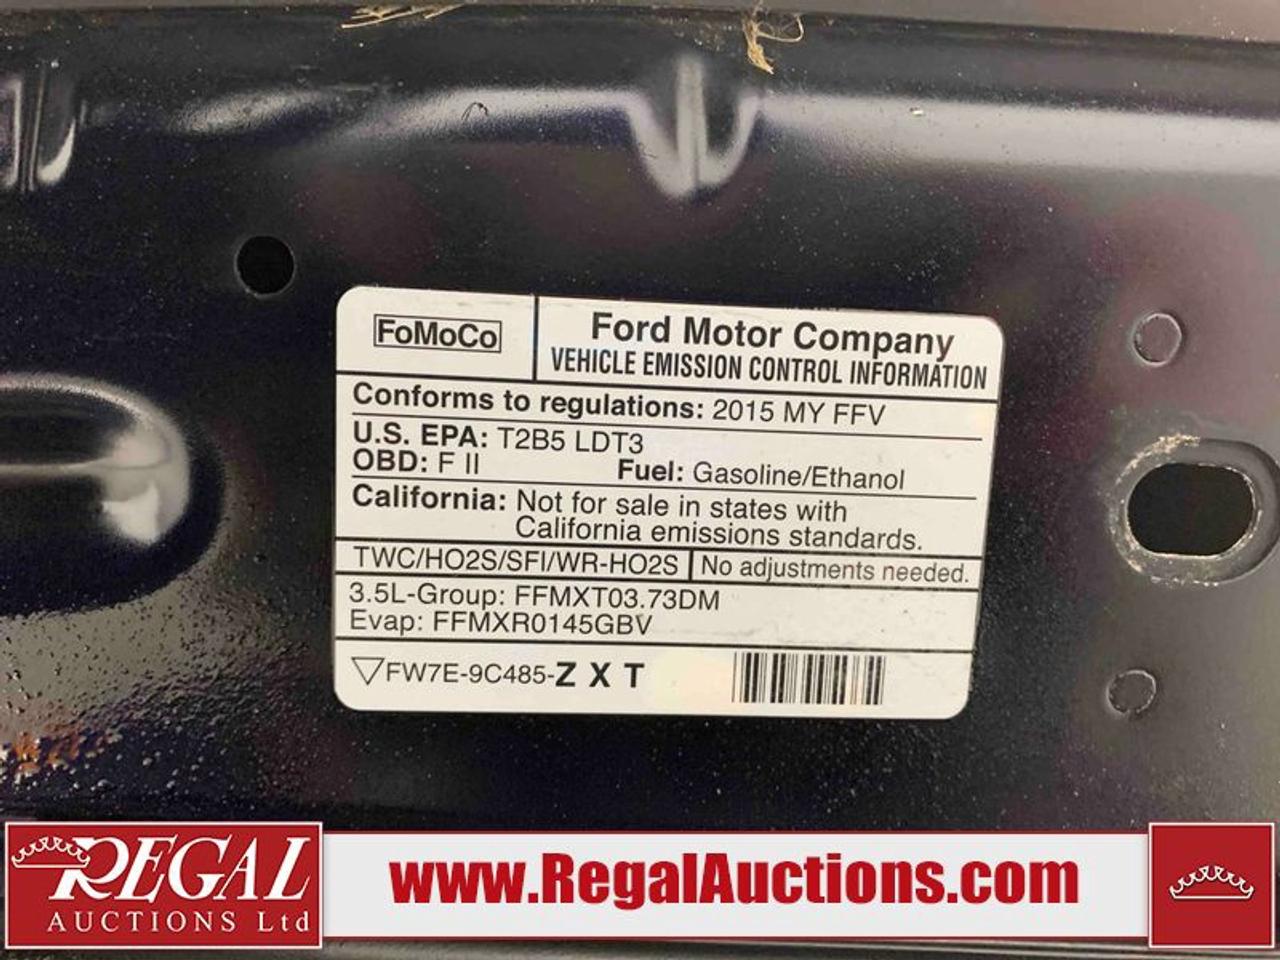 FoMoCo
Ford Motor Company
VEHICLE EMISSION CONTROL INFORMATION
Conforms to regulations: 2015 MY FFV
U.S. EPA: T2B5 LDT3
OBD: F II Fuel: Gasoline/Ethanol
California: Not for sale in states with
California emissions standards.
TWC/HO2S/SFI/WR-HO2S No adjustments needed.
3.5L-Group: FFMXT03.73DM
Evap: FFMXR0145GBV
FW7E-9C485-Z X T
REGAL
AUCTIONS Ltd
www.RegalAuctions.com